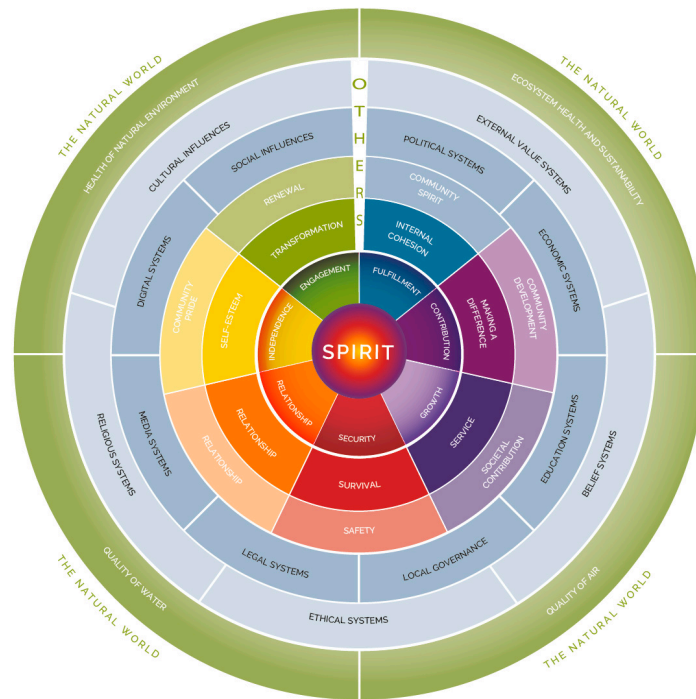 THE NATURAL WORLD
THE NATURAL WORLD
HEALTH OF NATURAL ENVIRONMENT
ECOSYSTEM HEALTH AND SUSTAINABILITY
OTHERS
CULTURAL INFLUENCES
EXTERNAL VALUE SYSTEMS
SOCIAL INFLUENCES
POLITICAL SYSTEMS
RENEWAL
COMMUNITY
SPIRIT
TRANSFORMATION
INTERNAL
COHESION
DIGITAL SYSTEMS
ECONOMIC SYSTEMS
COMMUNITY
PRIDE
COMMUNITY
DEVELOPMENT
SELF-ESTEEM
MAKING A
DIFFERENCE
ENGAGEMENT
FULFILLMENT
INDEPENDENCE
CONTRIBUTION
SPIRIT
RELATIONSHIP
GROWTH
SECURITY
RELATIONSHIP
SERVICE
RELATIONSHIP
SOCIETAL
CONTRIBUTION
SURVIVAL
SAFETY
MEDIA SYSTEMS
EDUCATION SYSTEMS
RELIGIOUS SYSTEMS
BELIEF SYSTEMS
LEGAL SYSTEMS
LOCAL GOVERNANCE
ETHICAL SYSTEMS
QUALITY OF WATER
QUALITY OF AIR
THE NATURAL WORLD
THE NATURAL WORLD